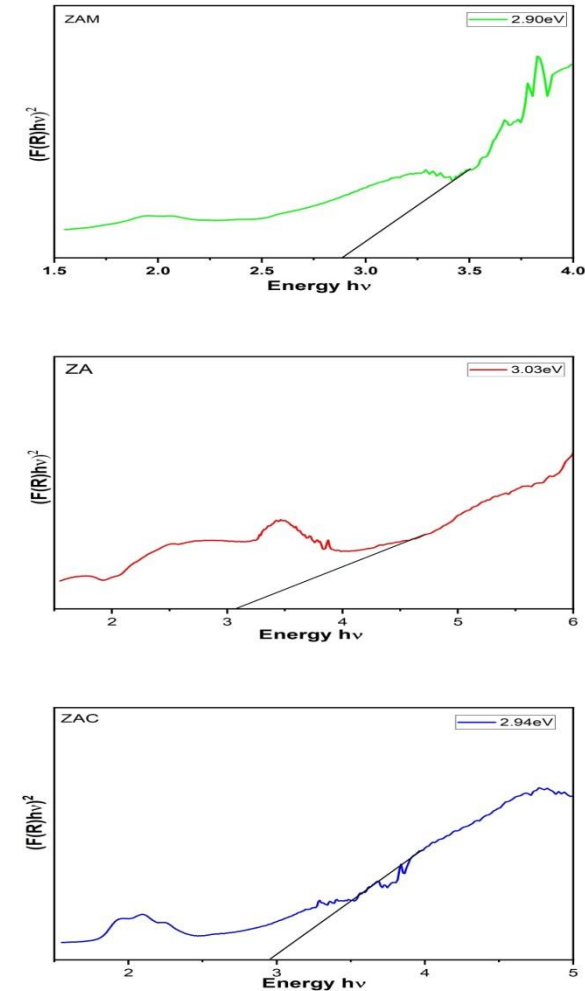 ZAM
2.90eV
(F(R)hν)²
1.5 2.0 2.5 3.0 3.5 4.0
Energy hν
ZA
3.03eV
(F(R)hν)²
2 3 4 5 6
Energy hν
ZAC
2.94eV
(F(R)hν)²
2 3 4 5
Energy hν